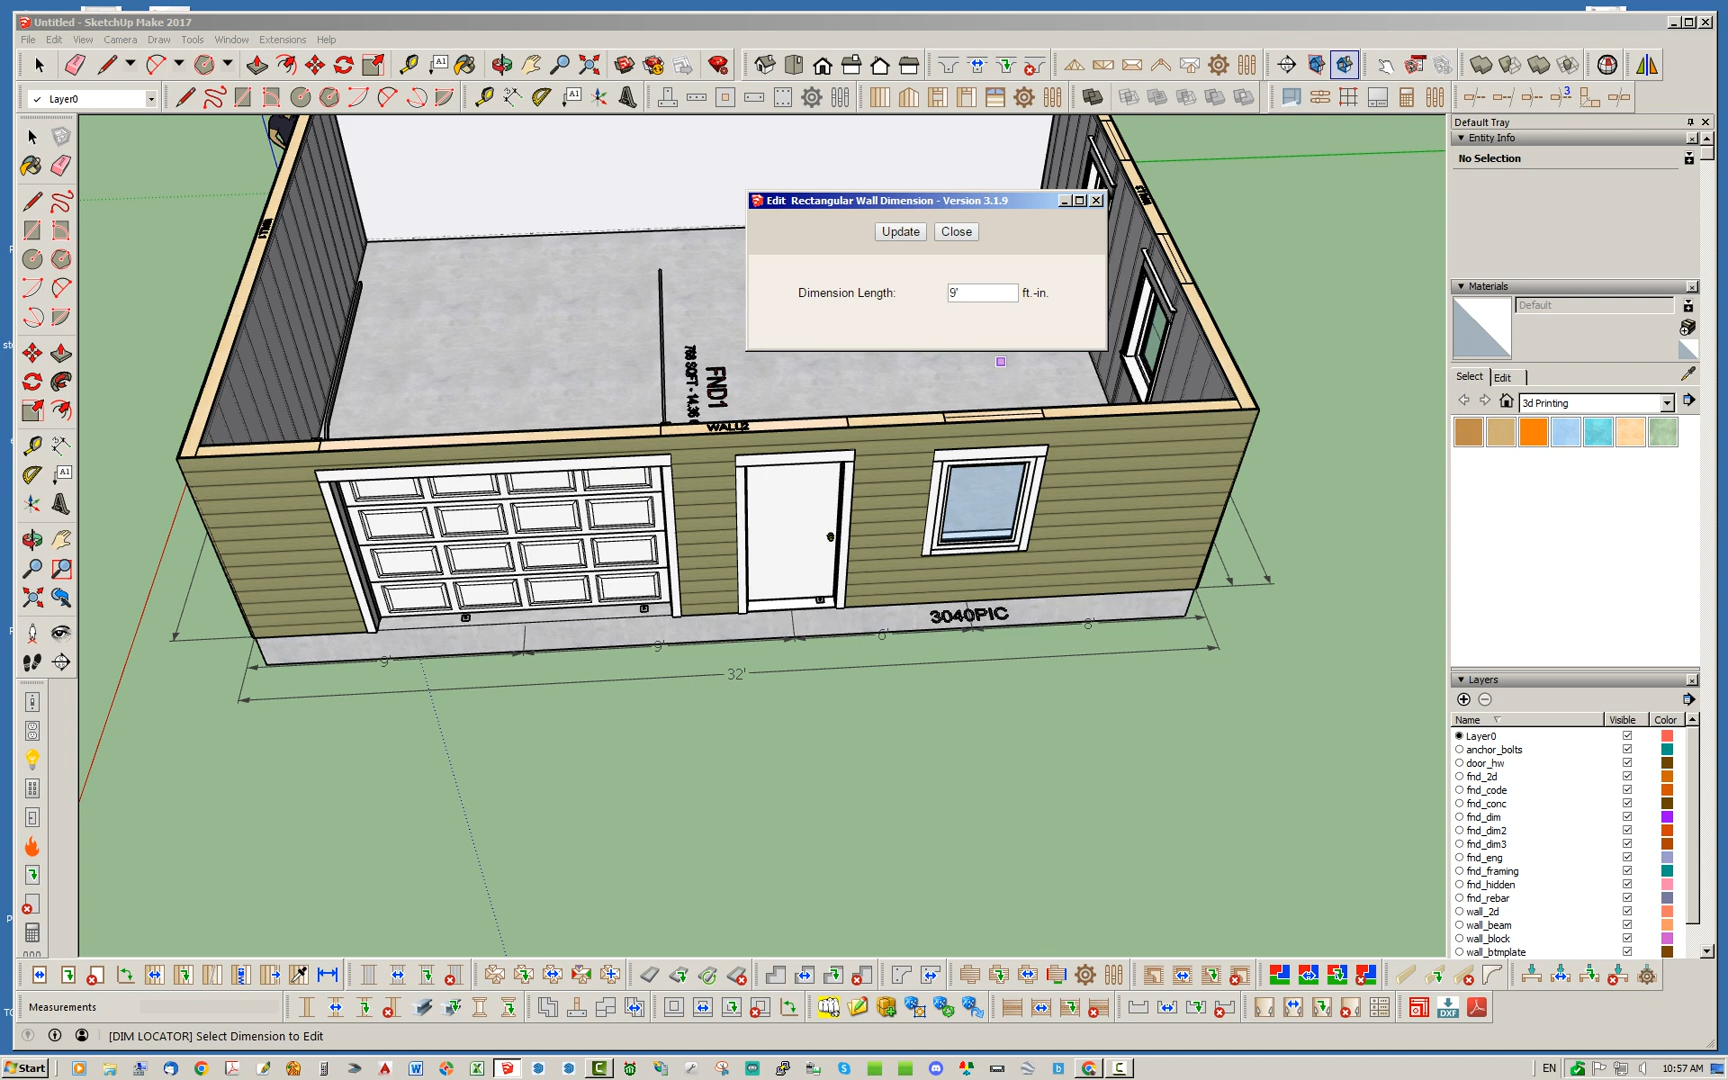 Untitled - SketchUp Make 2017
File Edit View Camera Draw Tools Window Extensions Help
Layer0
Default Tray
Entity Info
No Selection
Edit Rectangular Wall Dimension - Version 3.1.9
Update Close
Dimension Length: 9' ft.-in.
Materials
Default
Select Edit
3d Printing
WALL1
FND1
WALL2
3040PIC
9' 9' 6' 8'
32'
Layers
Name Visible Color
Layer0
anchor_bolts
door_hw
fnd_2d
fnd_code
fnd_conc
fnd_dim
fnd_dim2
fnd_dim3
fnd_eng
fnd_framing
fnd_hidden
fnd_rebar
wall_2d
wall_beam
wall_block
wall_btmplate
Measurements
[DIM LOCATOR] Select Dimension to Edit
Start EN 10:57 AM